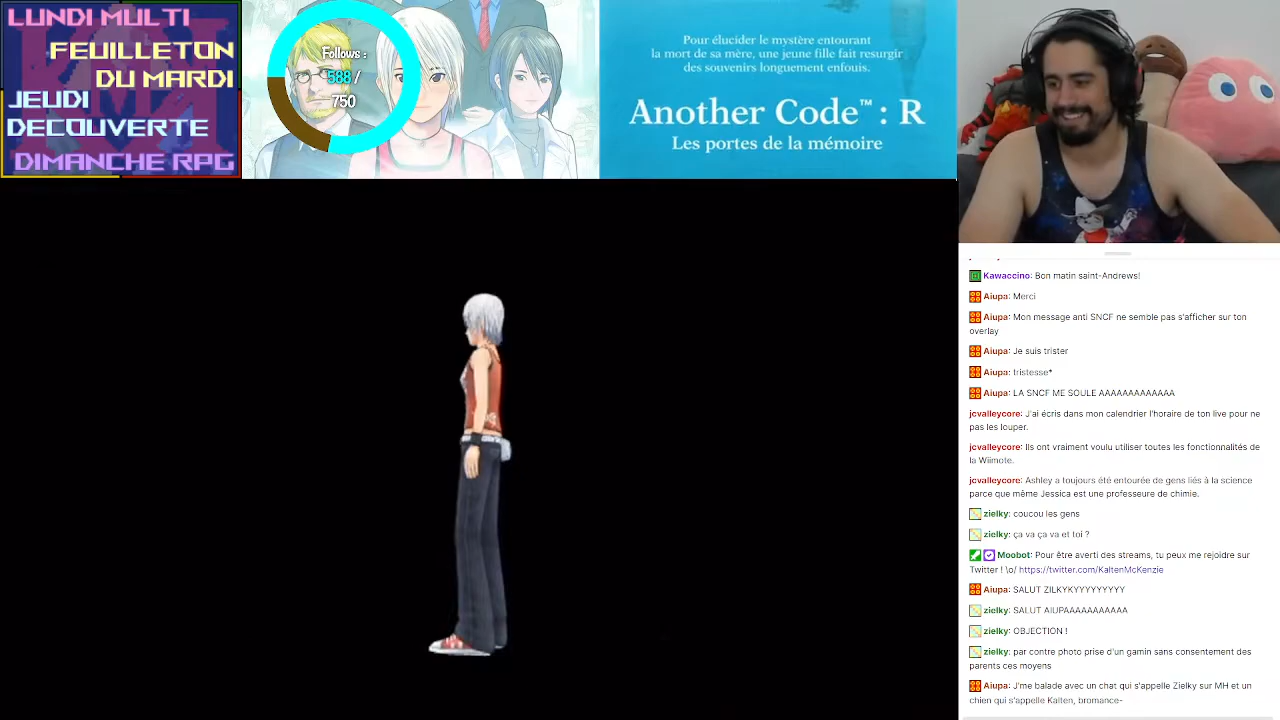 LUNDI MULTI
FEUILLETON
DU MARDI
JEUDI
DECOUVERTE
DIMANCHE RPG
Follows :
588 /
750
Pour élucider le mystère entourant
la mort de sa mère, une jeune fille fait resurgir
des souvenirs longuement enfouis.
Another Code™ : R
Les portes de la mémoire
Kawaccino: Bon matin saint-Andrews!
Aiupa: Merci
Aiupa: Mon message anti SNCF ne semble pas s'afficher sur ton
overlay
Aiupa: Je suis trister
Aiupa: tristesse*
Aiupa: LA SNCF ME SOULE AAAAAAAAAAAAA
jcvalleycore: J'ai écris dans mon calendrier l'horaire de ton live pour ne
pas les louper.
jcvalleycore: Ils ont vraiment voulu utiliser toutes les fonctionnalités de
la Wiimote.
jcvalleycore: Ashley a toujours été entourée de gens liés à la science
parce que même Jessica est une professeure de chimie.
zielky: coucou les gens
zielky: ça va ça va et toi ?
Moobot: Pour être averti des streams, tu peux me rejoidre sur
Twitter ! \o/ https://twitter.com/KaltenMcKenzie
Aiupa: SALUT ZILKYKYYYYYYYYY
zielky: SALUT AIUPAAAAAAAAAAA
zielky: OBJECTION !
zielky: par contre photo prise d'un gamin sans consentement des
parents ces moyens
Aiupa: J'me balade avec un chat qui s'appelle Zielky sur MH et un
chien qui s'appelle Kalten, bromance~